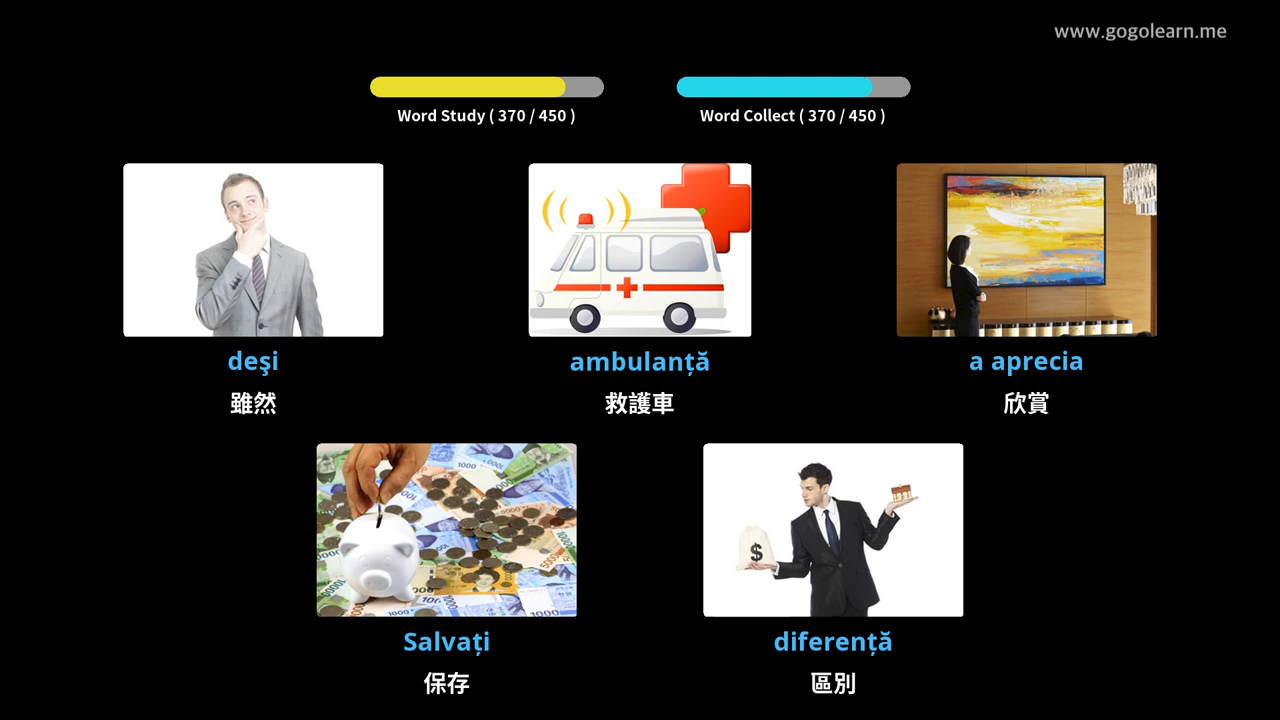 www.gogolearn.me
Word Study ( 370 / 450 )
Word Collect ( 370 / 450 )
deşi
ambulanță
a aprecia
雖然
救護車
欣賞
Salvați
diferență
保存
區別